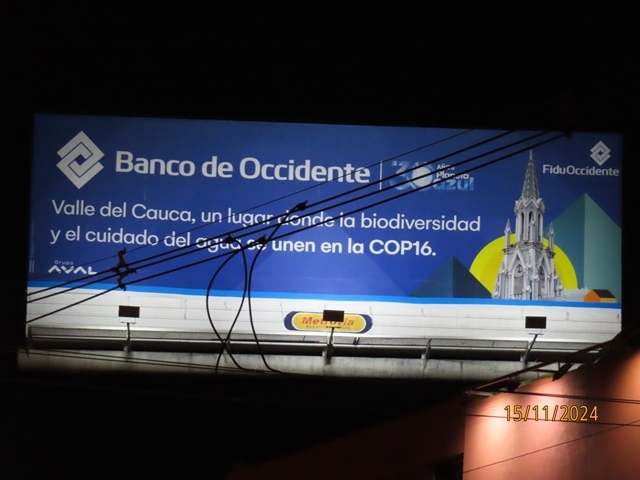 Banco de Occidente
30 Años
Planeta
azul
FiduOccidente
Valle del Cauca, un lugar donde la biodiversidad
y el cuidado del agua se unen en la COP16.
Grupo
AVAL
15/11/2024